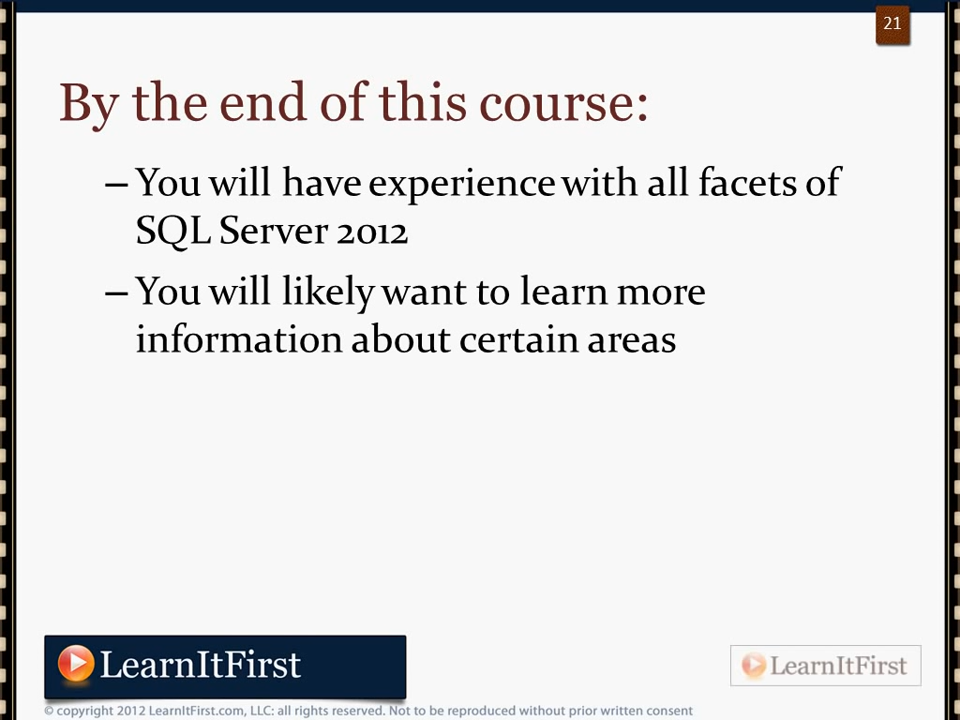 21
By the end of this course:
– You will have experience with all facets of
SQL Server 2012
– You will likely want to learn more
information about certain areas
LearnItFirst
LearnItFirst
© copyright 2012 LearnItFirst.com, LLC: all rights reserved. Not to be reproduced without prior written consent